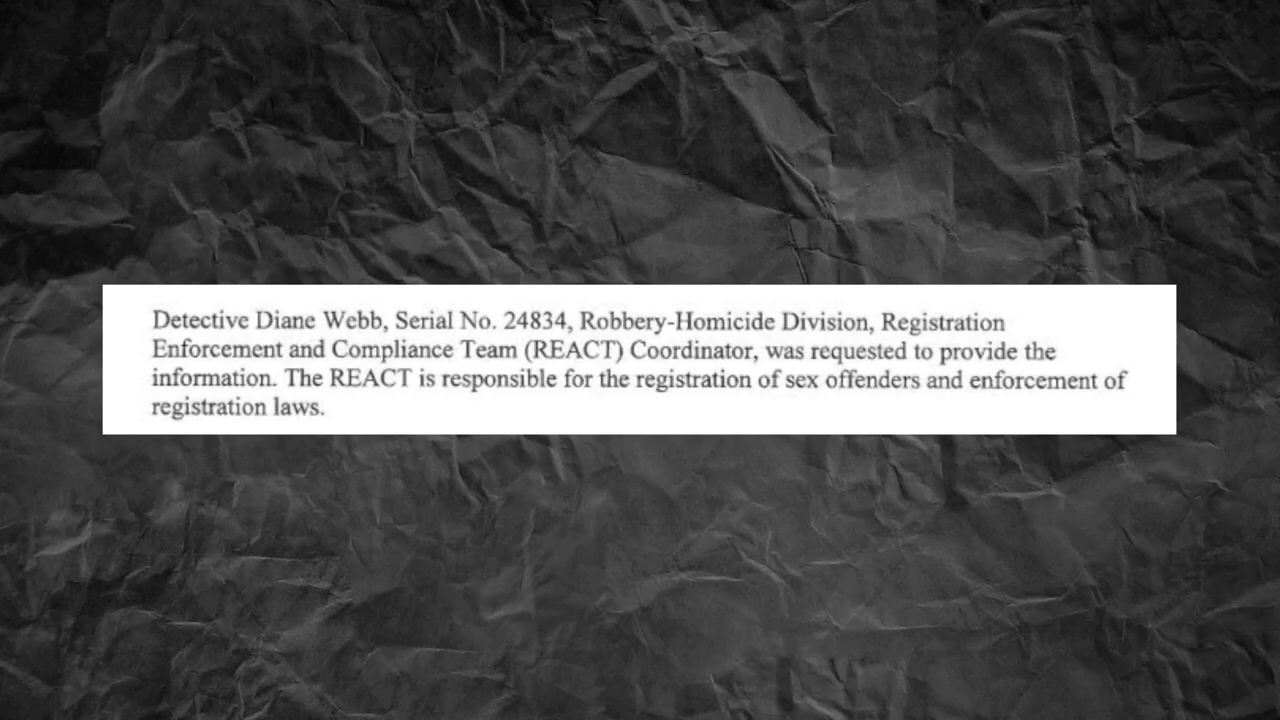 Detective Diane Webb, Serial No. 24834, Robbery-Homicide Division, Registration
Enforcement and Compliance Team (REACT) Coordinator, was requested to provide the
information. The REACT is responsible for the registration of sex offenders and enforcement of
registration laws.